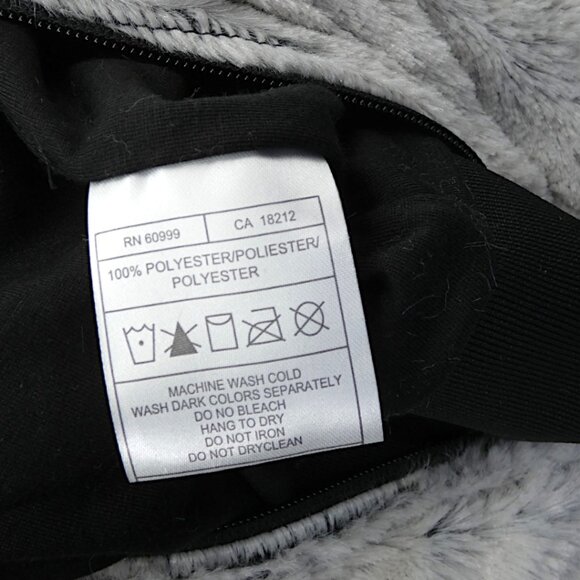 RN 60999 CA 18212
100% POLYESTER/POLIESTER/
POLYESTER
MACHINE WASH COLD
WASH DARK COLORS SEPARATELY
DO NO BLEACH
HANG TO DRY
DO NOT IRON
DO NOT DRYCLEAN